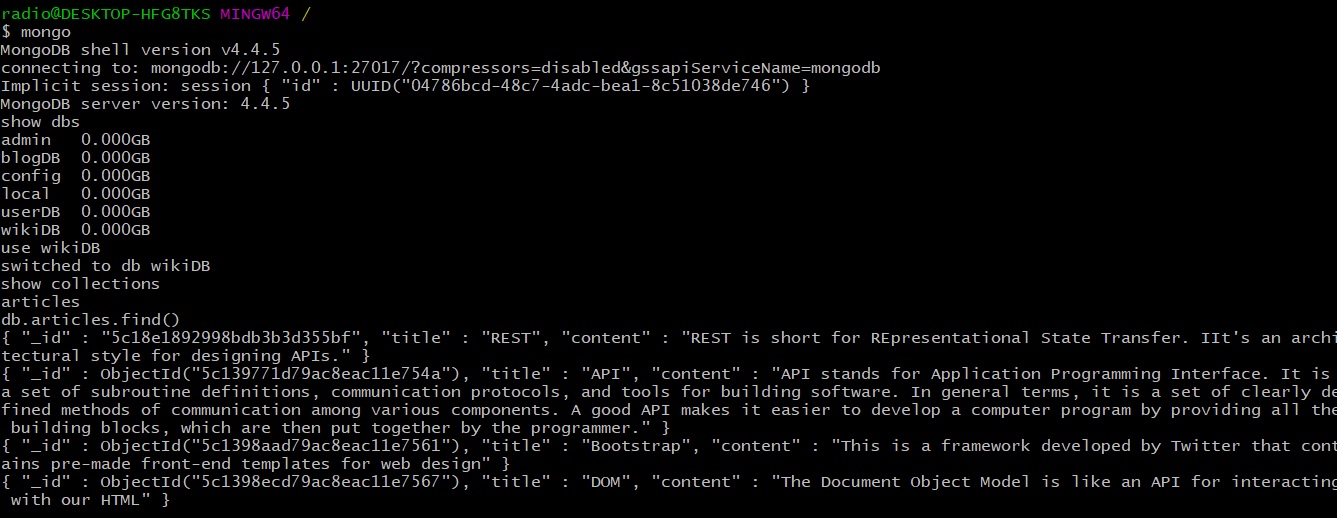 radio@DESKTOP-HFG8TKS MINGW64 /
$ mongo
MongoDB shell version v4.4.5
connecting to: mongodb://127.0.0.1:27017/?compressors=disabled&gssapiServiceName=mongodb
Implicit session: session { "id" : UUID("04786bcd-48c7-4adc-bea1-8c51038de746") }
MongoDB server version: 4.4.5
show dbs
admin   0.000GB
blogDB  0.000GB
config  0.000GB
local   0.000GB
userDB  0.000GB
wikiDB  0.000GB
use wikiDB
switched to db wikiDB
show collections
articles
db.articles.find()
{ "_id" : "5c18e1892998bdb3b3d355bf", "title" : "REST", "content" : "REST is short for REpresentational State Transfer. IIt's an archi
tectural style for designing APIs." }
{ "_id" : ObjectId("5c139771d79ac8eac11e754a"), "title" : "API", "content" : "API stands for Application Programming Interface. It is
a set of subroutine definitions, communication protocols, and tools for building software. In general terms, it is a set of clearly de
fined methods of communication among various components. A good API makes it easier to develop a computer program by providing all the
 building blocks, which are then put together by the programmer." }
{ "_id" : ObjectId("5c1398aad79ac8eac11e7561"), "title" : "Bootstrap", "content" : "This is a framework developed by Twitter that cont
ains pre-made front-end templates for web design" }
{ "_id" : ObjectId("5c1398ecd79ac8eac11e7567"), "title" : "DOM", "content" : "The Document Object Model is like an API for interacting
 with our HTML" }